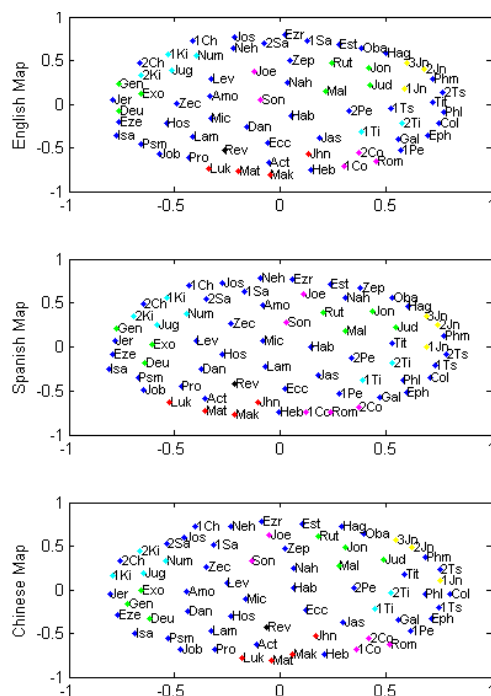 English Map
1
0.5
0
-0.5
-1
1Ch Jos Ezr
Neh 2Sa 1Sa Est Oba Hag
2Ch 1Ki Num Zep Rut Jon 3Jn 2Jn
2Ki Jug Lev Joe Nah Jud Phm
Gen Exo Mal 1Jn 2Ts
Jer Zec Amo Son 2Pe 1Ts Tit
Deu Mic Hab Phl
Eze Hos Dan 1Ti 2Ti Col
Isa Lam Jas Gal Eph
Psm Rev Ecc 1Pe
Job Pro Act Jhn 2Co Rom
Luk Mat Mak Heb 1Co
-1 -0.5 0 0.5 1
Spanish Map
1
0.5
0
-0.5
-1
1Ch Jos Neh Ezr Est Zep
2Ch 1Ki 2Sa 1Sa Joe Nah Oba Hag
2Ki Num Amo Rut Jon 3Jn 2Jn
Gen Jug Zec Son Mal Jud Phm
Jer Exo Lev Mic Hab Tit 1Jn 2Ts
Eze Deu Hos 2Pe 2Ti 1Ts
Isa Dan Elm Jas 1Ti Phl Col
Psm Pro Rev Ecc 1Pe Eph
Job Act Gal
Luk Mat Mak Jhn Heb 1Co Rom 2Co
-1 -0.5 0 0.5 1
Chinese Map
1
0.5
0
-0.5
-1
1Ch Neh Ezr Est Hag
2Sa Jos 1Sa Joe Rut Oba 3Jn 2Jn
2Ch 2Ki Num Zec Son Zep Jon Jud Phm
1Ki Jug Lev Nah Mal Tit 2Ts 1Jn
Jer Exo Amo Mic Hab 2Pe 2Ti Phl Col
Gen Dan Ecc 1Ti 1Ts
Eze Deu Hos Jas Gal Eph
Isa Lam Rev Jhn 1Pe
Psm Job Pro Act 2Co Rom
Luk Mat Mak Heb 1Co
-1 -0.5 0 0.5 1